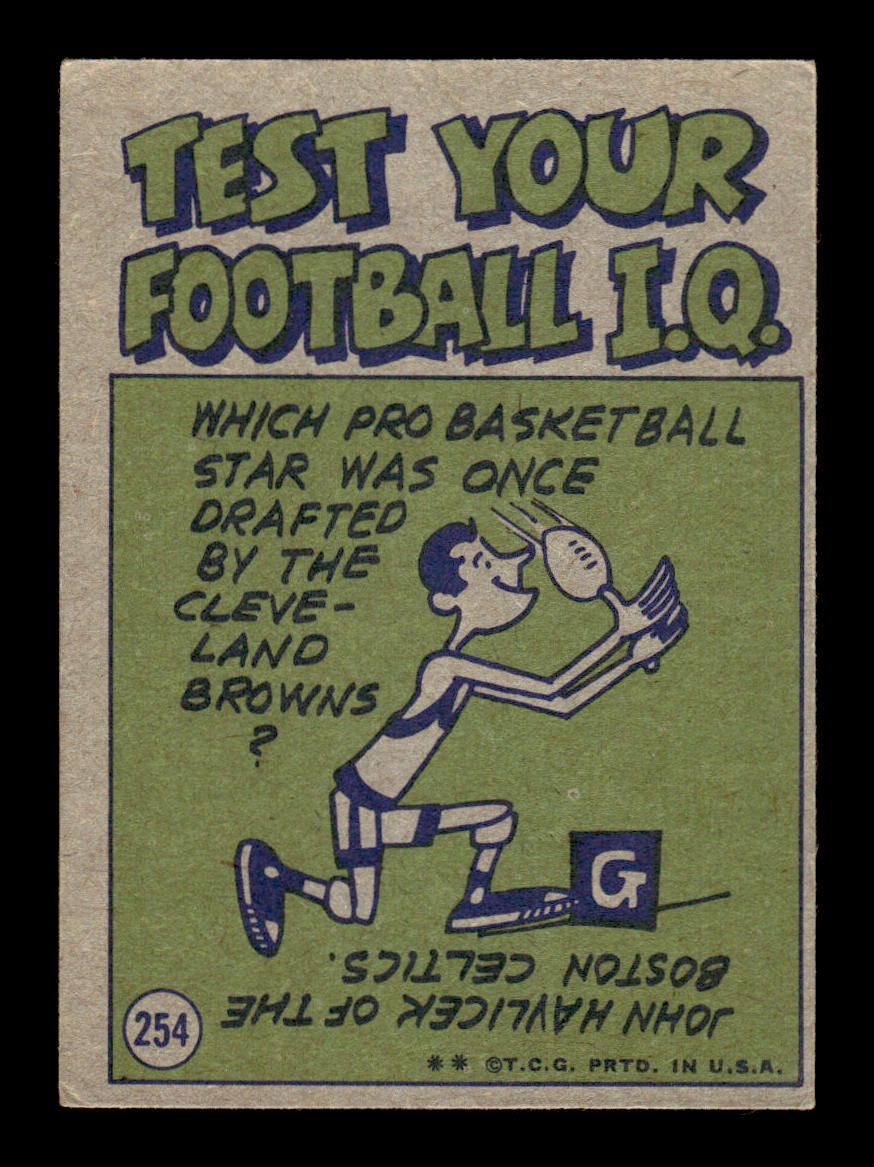 TEST YOUR
FOOTBALL I.Q.
WHICH PRO BASKETBALL
STAR WAS ONCE
DRAFTED
BY THE
CLEVE-
LAND
BROWNS
?
G
JOHN HAVLICEK OF THE
BOSTON CELTICS.
254
** ©T.C.G. PRTD. IN U.S.A.